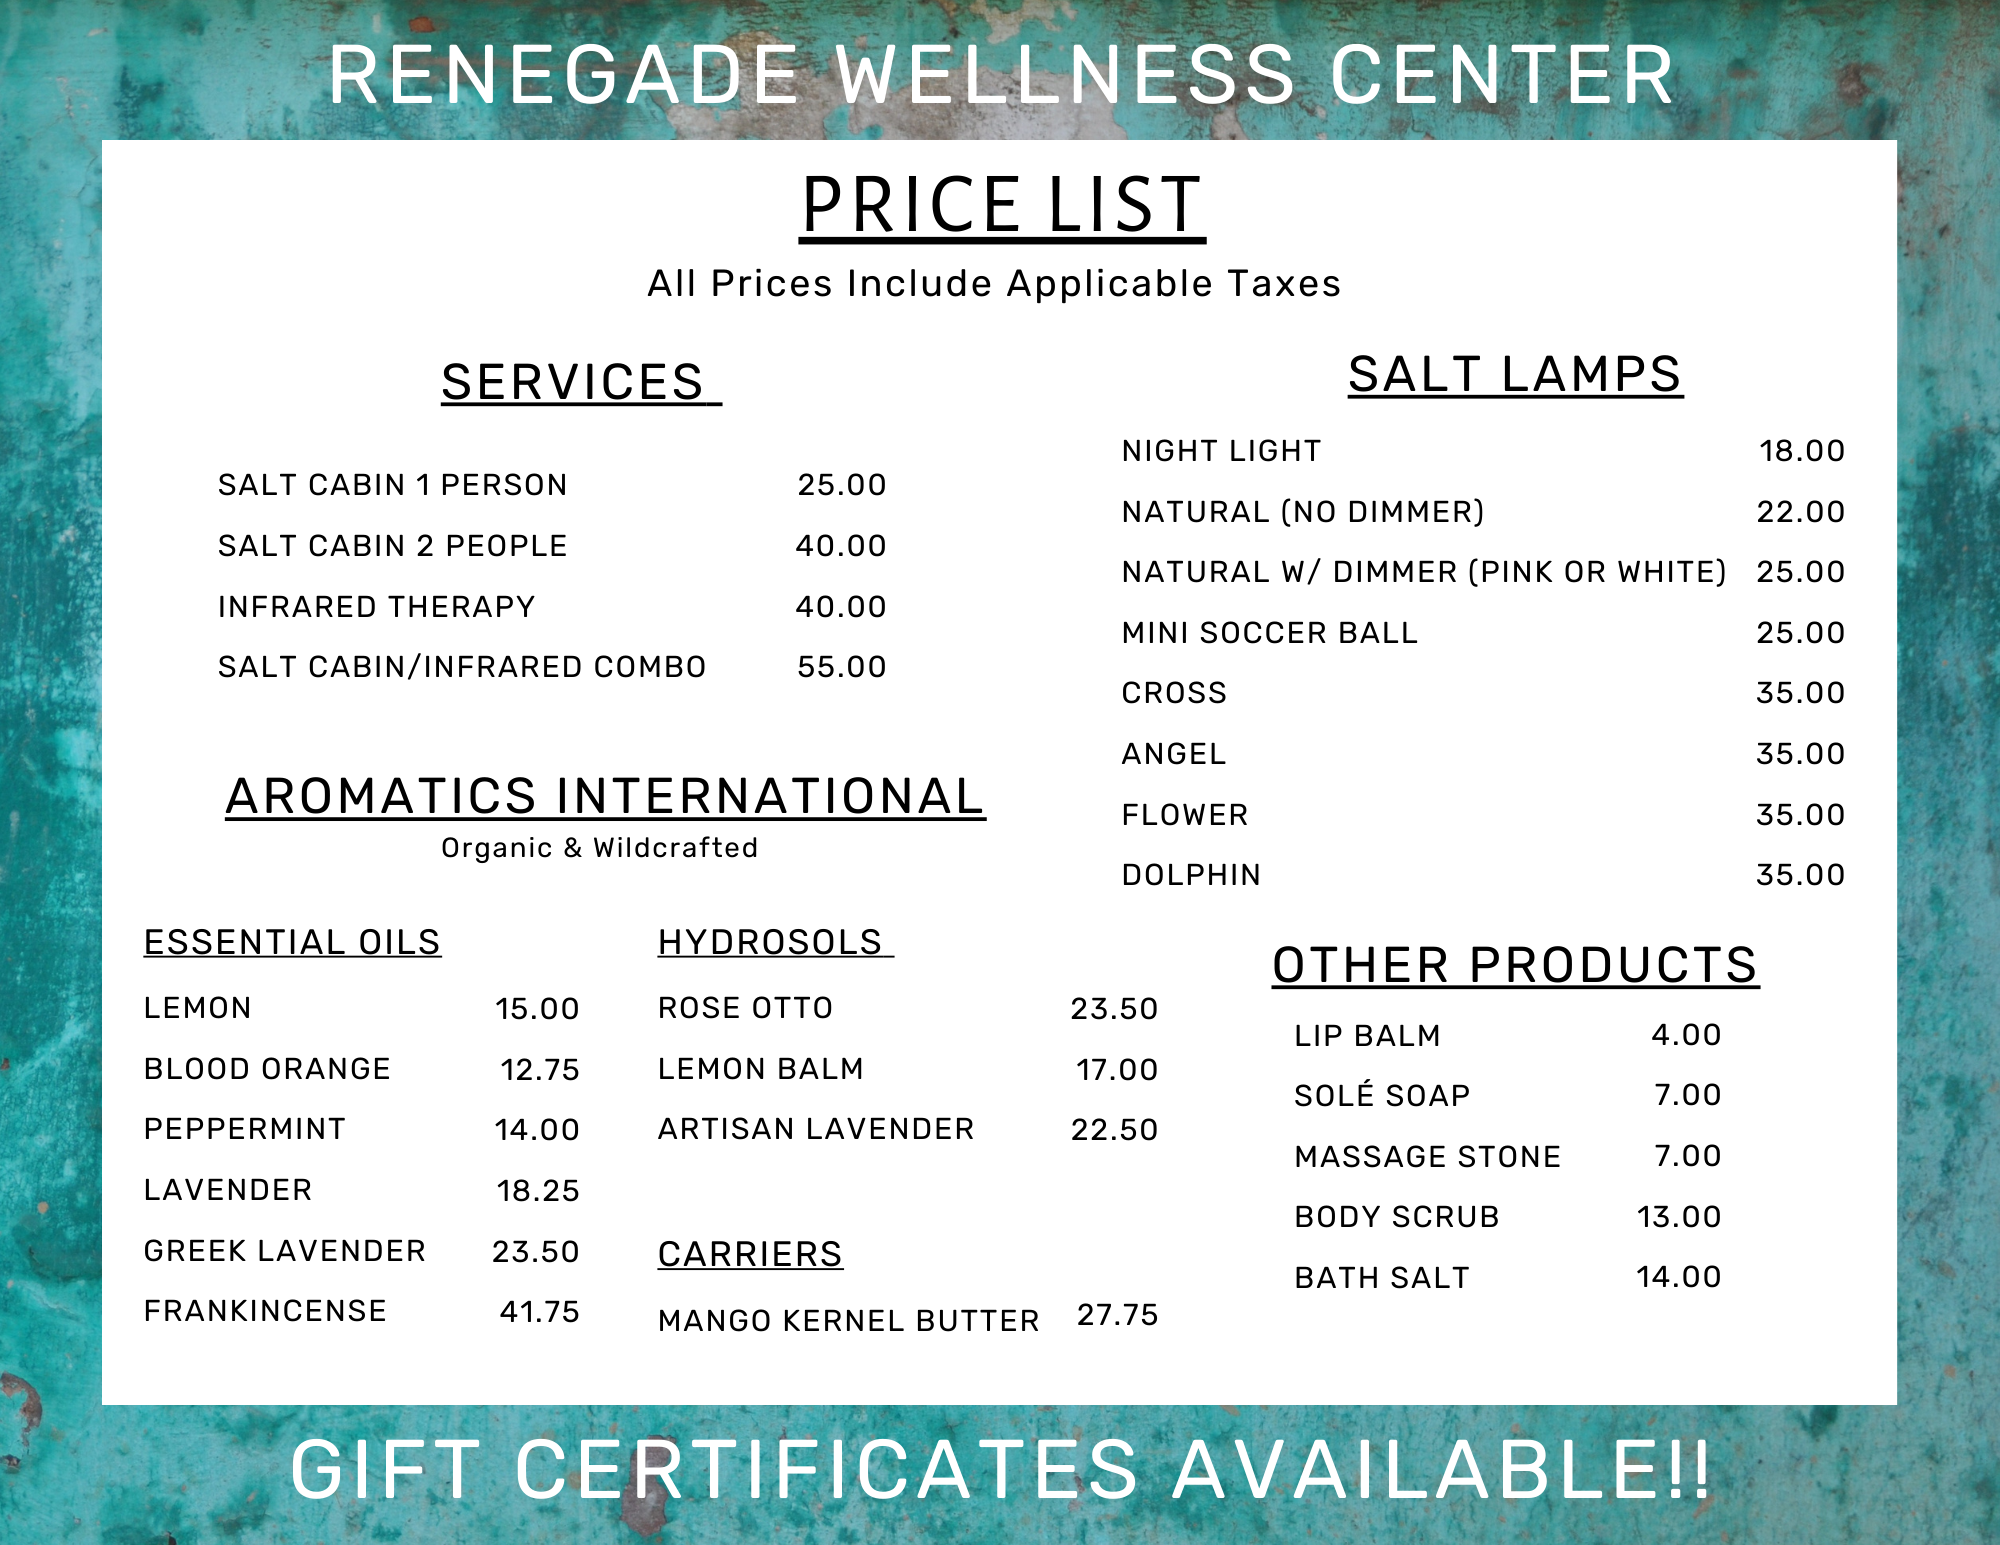 RENEGADE WELLNESS CENTER
PRICE LIST
All Prices Include Applicable Taxes
SERVICES
SALT CABIN 1 PERSON 25.00
SALT CABIN 2 PEOPLE 40.00
INFRARED THERAPY 40.00
SALT CABIN/INFRARED COMBO 55.00
AROMATICS INTERNATIONAL
Organic & Wildcrafted
ESSENTIAL OILS
LEMON 15.00
BLOOD ORANGE 12.75
PEPPERMINT 14.00
LAVENDER 18.25
GREEK LAVENDER 23.50
FRANKINCENSE 41.75
HYDROSOLS
ROSE OTTO 23.50
LEMON BALM 17.00
ARTISAN LAVENDER 22.50
CARRIERS
MANGO KERNEL BUTTER 27.75
SALT LAMPS
NIGHT LIGHT 18.00
NATURAL (NO DIMMER) 22.00
NATURAL W/ DIMMER (PINK OR WHITE) 25.00
MINI SOCCER BALL 25.00
CROSS 35.00
ANGEL 35.00
FLOWER 35.00
DOLPHIN 35.00
OTHER PRODUCTS
LIP BALM 4.00
SOLÉ SOAP 7.00
MASSAGE STONE 7.00
BODY SCRUB 13.00
BATH SALT 14.00
GIFT CERTIFICATES AVAILABLE!!